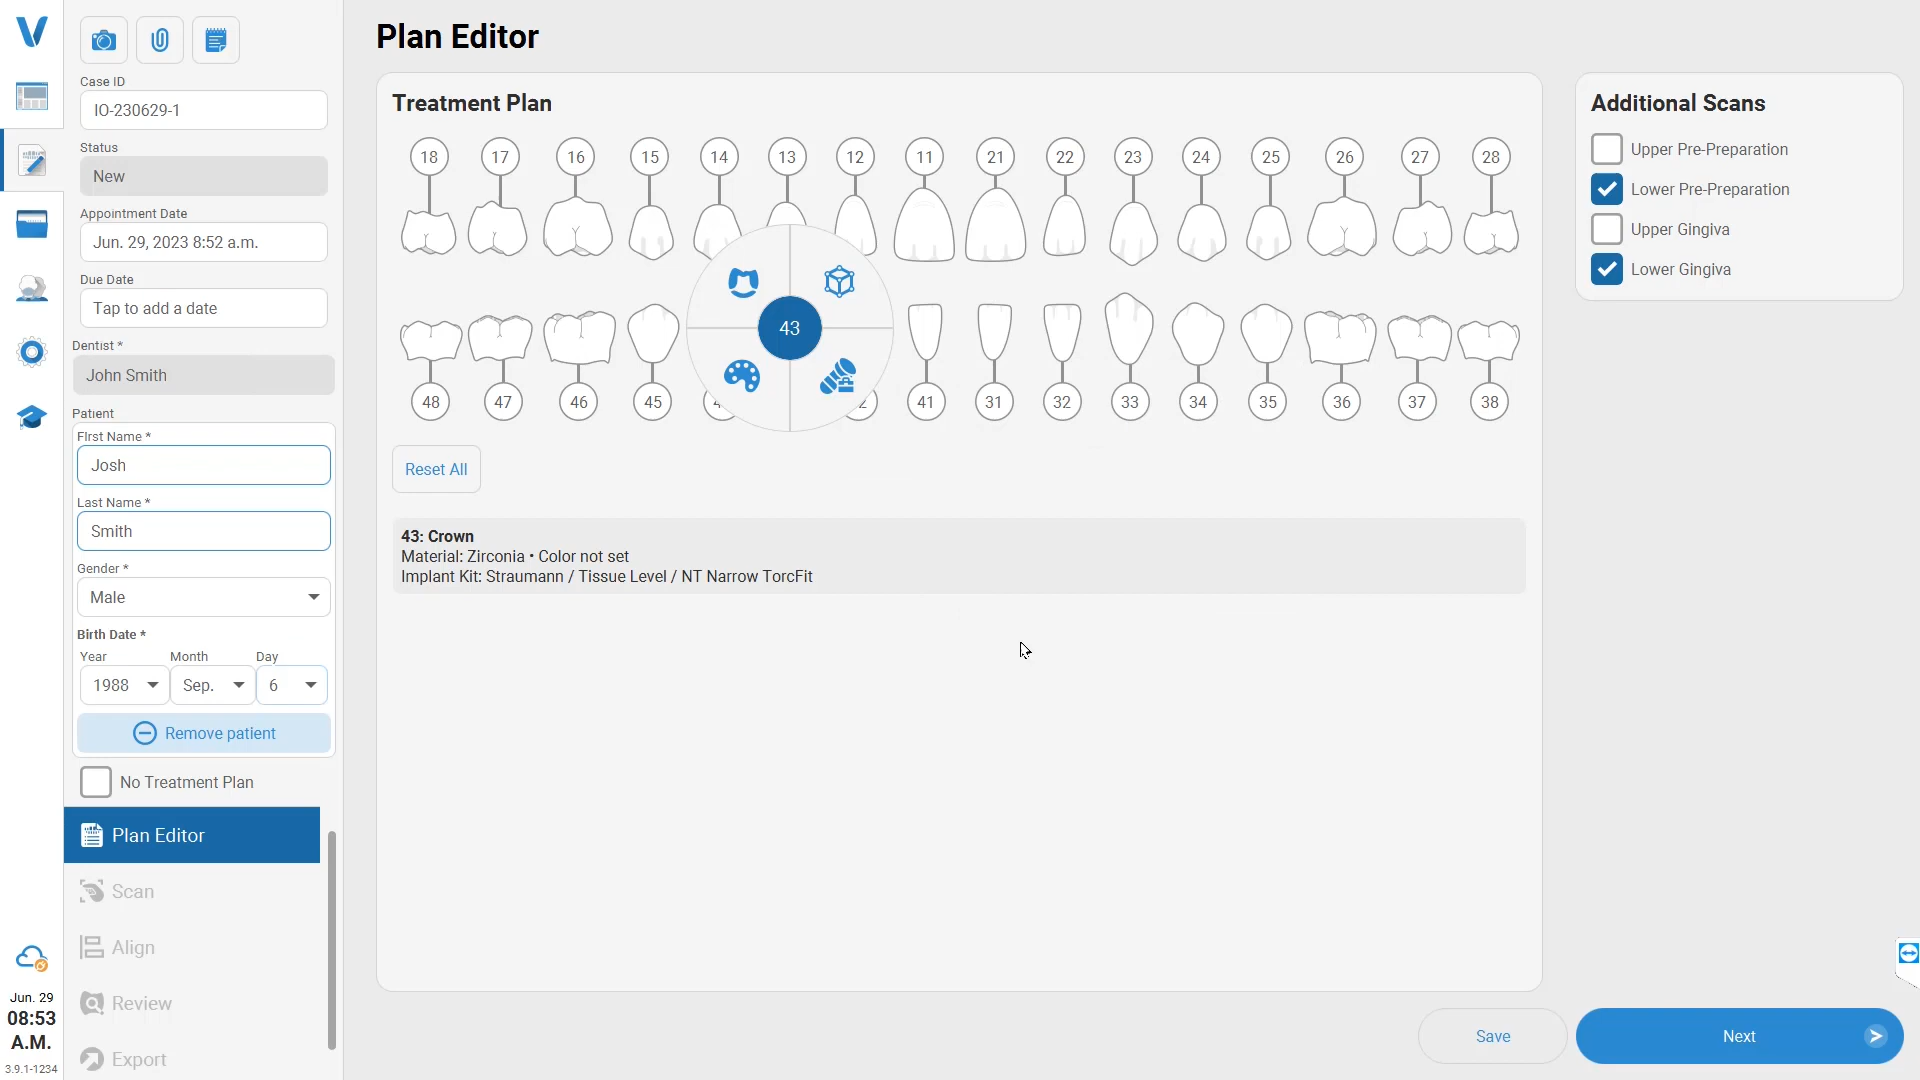 Plan Editor
Case ID
IO-230629-1
Status
New
Appointment Date
Jun. 29, 2023 8:52 a.m.
Due Date
Tap to add a date
Dentist *
John Smith
Patient
First Name *
Josh
Last Name *
Smith
Gender *
Male
Birth Date *
Year Month Day
1988 Sep. 6
Remove patient
No Treatment Plan
Plan Editor
Scan
Align
Review
Export
Jun. 29
08:53
A.M.
3.9.1-1234
Treatment Plan
18 17 16 15 14 13 12 11 21 22 23 24 25 26 27 28
43
48 47 46 45 41 31 32 33 34 35 36 37 38
Reset All
43: Crown
Material: Zirconia • Color not set
Implant Kit: Straumann / Tissue Level / NT Narrow TorcFit
Additional Scans
Upper Pre-Preparation
Lower Pre-Preparation
Upper Gingiva
Lower Gingiva
Save
Next